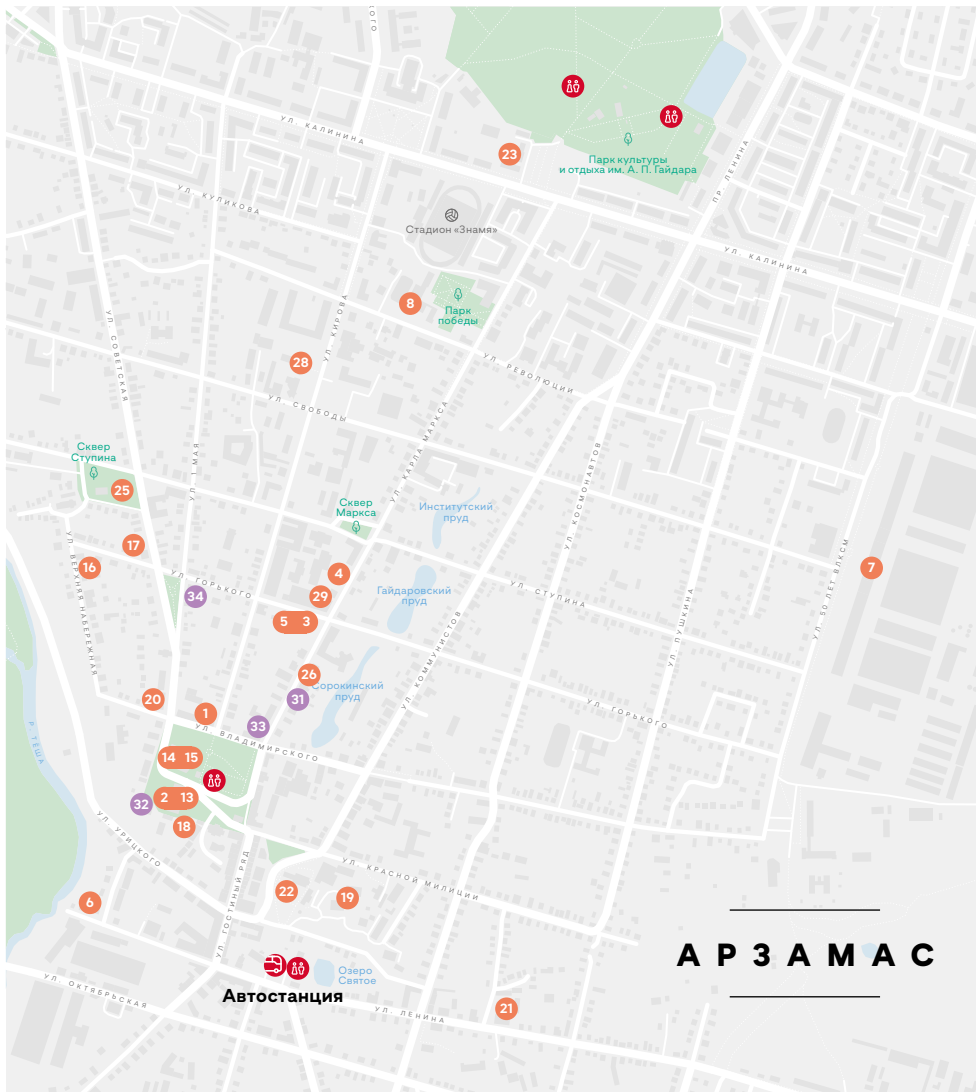 КОГО
УЛ. КАЛИНИНА
23
Парк культуры
и отдыха им. А. П. Гайдара
ПР. ЛЕНИНА
УЛ. КУЛИКОВА
Стадион «Знамя»
УЛ. КАЛИНИНА
8
Парк
победы
УЛ. СОВЕТСКАЯ
УЛ. КИРОВА
28
УЛ. РЕВОЛЮЦИИ
УЛ. СВОБОДЫ
УЛ. КАРЛА МАРКСА
Сквер
Ступина
25
УЛ. 1 МАЯ
Сквер
Маркса
Институтский
пруд
УЛ. КОСМОНАВТОВ
17
16
УЛ. ВЕРХНЯЯ НАБЕРЕЖНАЯ
УЛ. ГОРЬКОГО
34
4
29
5 3
Гайдаровский
пруд
УЛ. СТУПИНА
7
УЛ. 50 ЛЕТ ВЛКСМ
УЛ. ПУШКИНА
УЛ. КОММУНИСТОВ
26
Сорокинский
пруд
31
20
1
33
УЛ. ВЛАДИМИРСКОГО
УЛ. ГОРЬКОГО
Р. ТЁША
14 15
2 13
32
18
УЛ. УРИЦКОГО
УЛ. КРАСНОЙ МИЛИЦИИ
22
19
6
УЛ. ГОСТИНЫЙ РЯД
АРЗАМАС
Озеро
Святое
Автостанция
УЛ. ОКТЯБРЬСКАЯ
УЛ. ЛЕНИНА
21